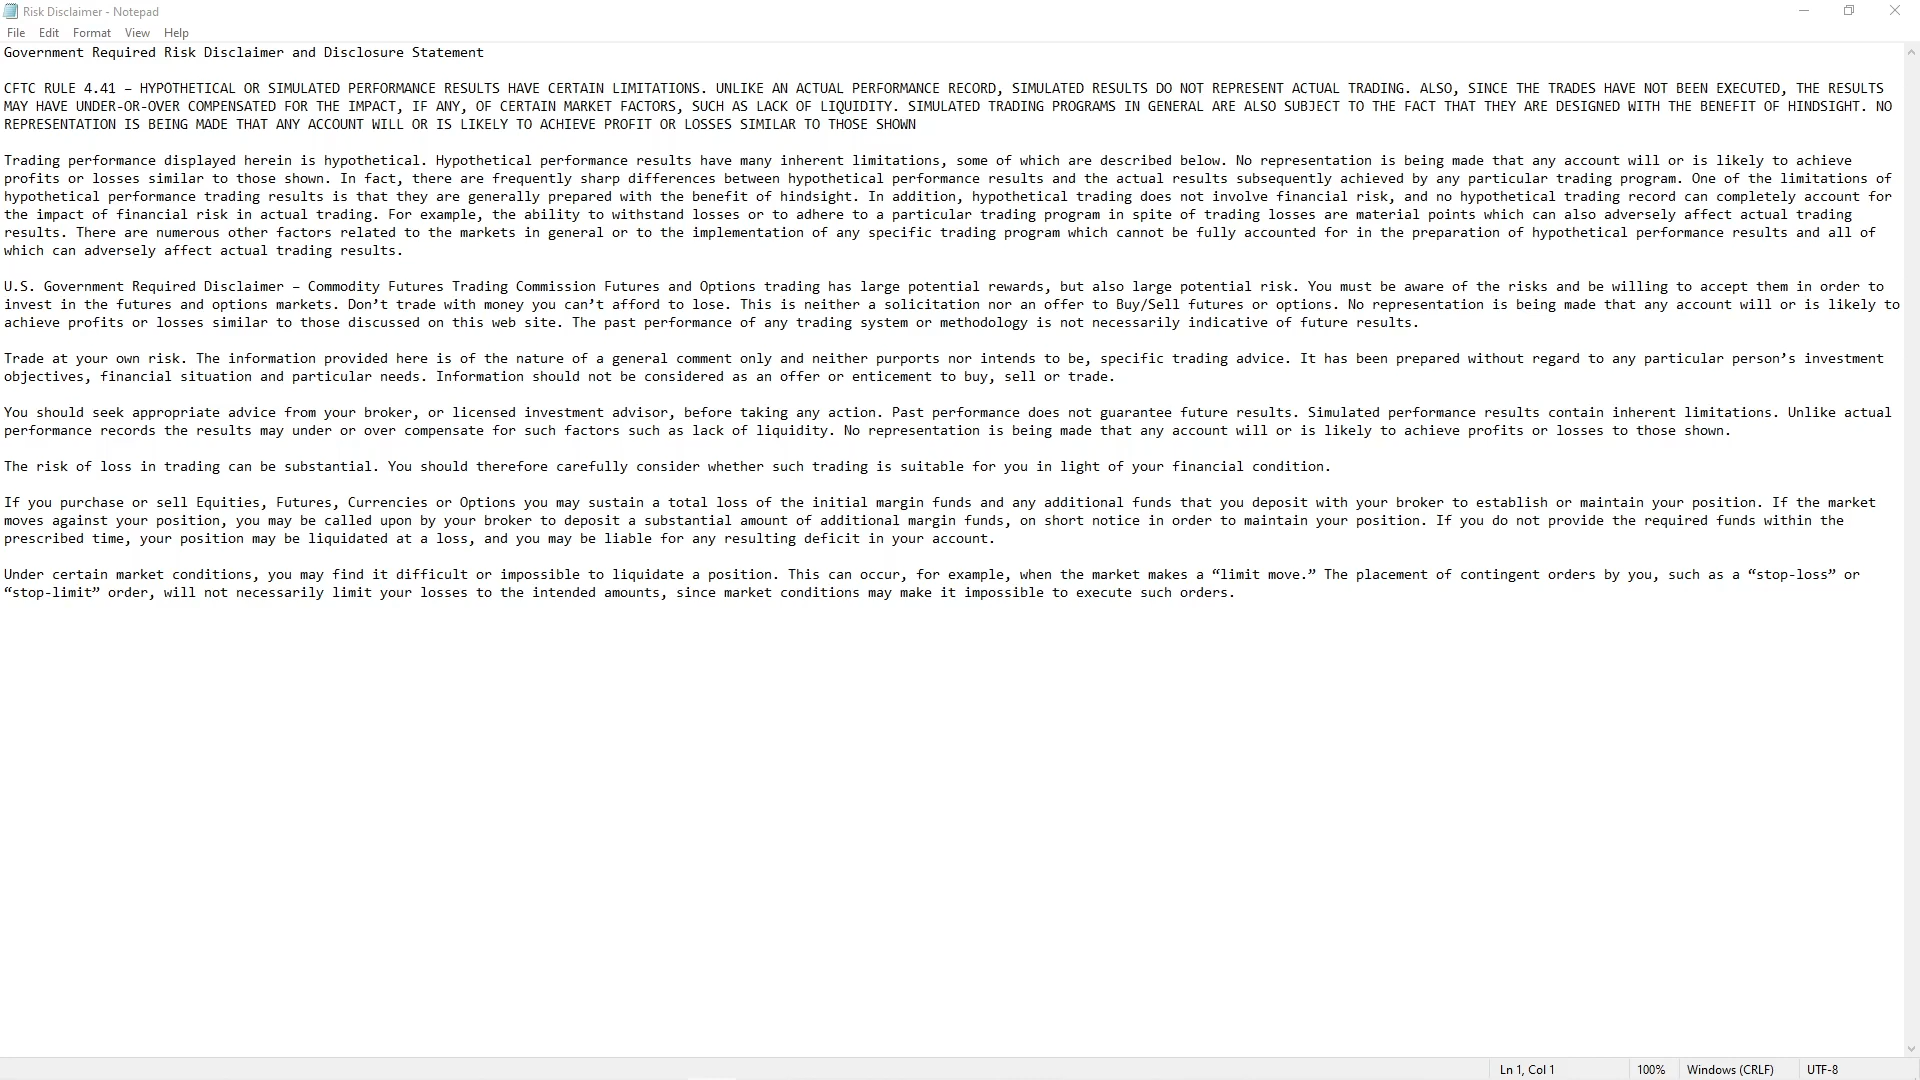 Risk Disclaimer - Notepad
File Edit Format View Help
Government Required Risk Disclaimer and Disclosure Statement
CFTC RULE 4.41 – HYPOTHETICAL OR SIMULATED PERFORMANCE RESULTS HAVE CERTAIN LIMITATIONS. UNLIKE AN ACTUAL PERFORMANCE RECORD, SIMULATED RESULTS DO NOT REPRESENT ACTUAL TRADING. ALSO, SINCE THE TRADES HAVE NOT BEEN EXECUTED, THE RESULTS
MAY HAVE UNDER-OR-OVER COMPENSATED FOR THE IMPACT, IF ANY, OF CERTAIN MARKET FACTORS, SUCH AS LACK OF LIQUIDITY. SIMULATED TRADING PROGRAMS IN GENERAL ARE ALSO SUBJECT TO THE FACT THAT THEY ARE DESIGNED WITH THE BENEFIT OF HINDSIGHT. NO
REPRESENTATION IS BEING MADE THAT ANY ACCOUNT WILL OR IS LIKELY TO ACHIEVE PROFIT OR LOSSES SIMILAR TO THOSE SHOWN
Trading performance displayed herein is hypothetical. Hypothetical performance results have many inherent limitations, some of which are described below. No representation is being made that any account will or is likely to achieve
profits or losses similar to those shown. In fact, there are frequently sharp differences between hypothetical performance results and the actual results subsequently achieved by any particular trading program. One of the limitations of
hypothetical performance trading results is that they are generally prepared with the benefit of hindsight. In addition, hypothetical trading does not involve financial risk, and no hypothetical trading record can completely account for
the impact of financial risk in actual trading. For example, the ability to withstand losses or to adhere to a particular trading program in spite of trading losses are material points which can also adversely affect actual trading
results. There are numerous other factors related to the markets in general or to the implementation of any specific trading program which cannot be fully accounted for in the preparation of hypothetical performance results and all of
which can adversely affect actual trading results.
U.S. Government Required Disclaimer – Commodity Futures Trading Commission Futures and Options trading has large potential rewards, but also large potential risk. You must be aware of the risks and be willing to accept them in order to
invest in the futures and options markets. Don’t trade with money you can’t afford to lose. This is neither a solicitation nor an offer to Buy/Sell futures or options. No representation is being made that any account will or is likely to
achieve profits or losses similar to those discussed on this web site. The past performance of any trading system or methodology is not necessarily indicative of future results.
Trade at your own risk. The information provided here is of the nature of a general comment only and neither purports nor intends to be, specific trading advice. It has been prepared without regard to any particular person’s investment
objectives, financial situation and particular needs. Information should not be considered as an offer or enticement to buy, sell or trade.
You should seek appropriate advice from your broker, or licensed investment advisor, before taking any action. Past performance does not guarantee future results. Simulated performance results contain inherent limitations. Unlike actual
performance records the results may under or over compensate for such factors such as lack of liquidity. No representation is being made that any account will or is likely to achieve profits or losses to those shown.
The risk of loss in trading can be substantial. You should therefore carefully consider whether such trading is suitable for you in light of your financial condition.
If you purchase or sell Equities, Futures, Currencies or Options you may sustain a total loss of the initial margin funds and any additional funds that you deposit with your broker to establish or maintain your position. If the market
moves against your position, you may be called upon by your broker to deposit a substantial amount of additional margin funds, on short notice in order to maintain your position. If you do not provide the required funds within the
prescribed time, your position may be liquidated at a loss, and you may be liable for any resulting deficit in your account.
Under certain market conditions, you may find it difficult or impossible to liquidate a position. This can occur, for example, when the market makes a “limit move.” The placement of contingent orders by you, such as a “stop-loss” or
“stop-limit” order, will not necessarily limit your losses to the intended amounts, since market conditions may make it impossible to execute such orders.
Ln 1, Col 1 100% Windows (CRLF) UTF-8